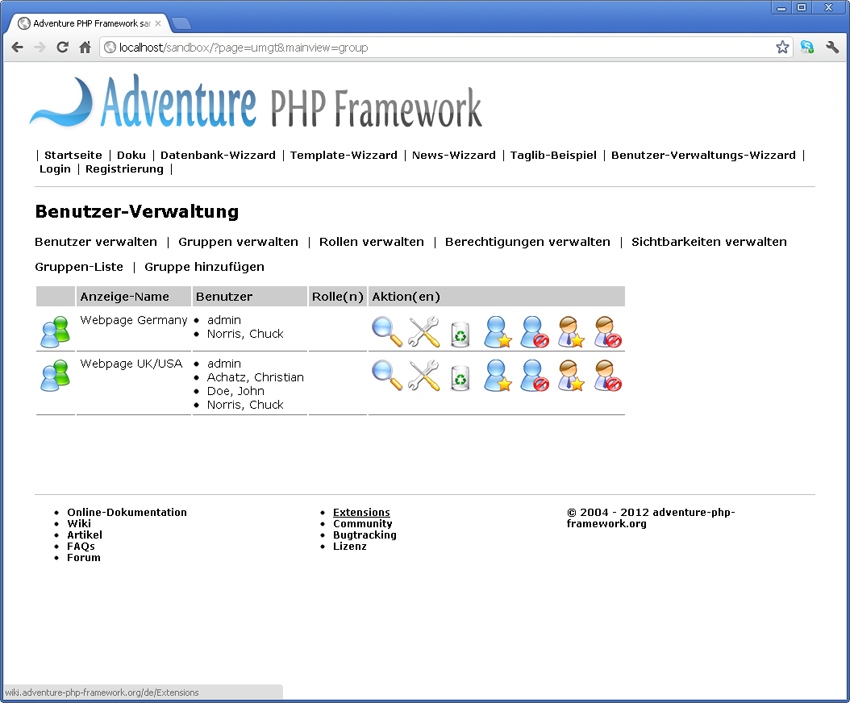 Adventure PHP Framework sa
localhost/sandbox/?page=umgt&mainview=group
Adventure PHP Framework
| Startseite | Doku | Datenbank-Wizzard | Template-Wizzard | News-Wizzard | Taglib-Beispiel | Benutzer-Verwaltungs-Wizzard |
Login | Registrierung |
Benutzer-Verwaltung
Benutzer verwalten | Gruppen verwalten | Rollen verwalten | Berechtigungen verwalten | Sichtbarkeiten verwalten
Gruppen-Liste | Gruppe hinzufügen
Anzeige-Name Benutzer Rolle(n) Aktion(en)
Webpage Germany • admin
• Norris, Chuck
Webpage UK/USA • admin
• Achatz, Christian
• Doe, John
• Norris, Chuck
• Online-Dokumentation
• Wiki
• Artikel
• FAQs
• Forum
• Extensions
• Community
• Bugtracking
• Lizenz
© 2004 - 2012 adventure-php-
framework.org
wiki.adventure-php-framework.org/de/Extensions